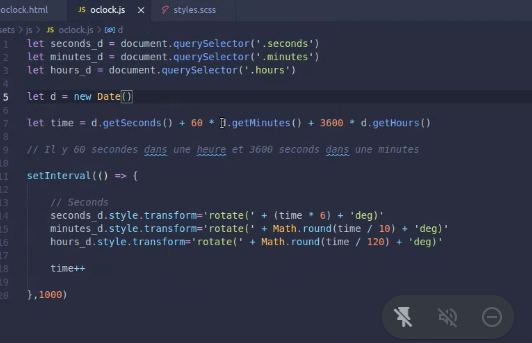 oclock.html JS oclock.js × styles.scss
sets > js > JS oclock.js > d
1 let seconds_d = document.querySelector('.seconds')
2 let minutes_d = document.querySelector('.minutes')
3 let hours_d = document.querySelector('.hours')
4
5 let d = new Date()
6
7 let time = d.getSeconds() + 60 * d.getMinutes() + 3600 * d.getHours()
8
9 // Il y 60 secondes dans une heure et 3600 seconds dans une minutes
10
11 setInterval(() => {
12
13 // Seconds
14 seconds_d.style.transform='rotate(' + (time * 6) + 'deg)'
15 minutes_d.style.transform='rotate(' + Math.round(time / 10) + 'deg)'
16 hours_d.style.transform='rotate(' + Math.round(time / 120) + 'deg)'
17
18 time++
19
20 },1000)